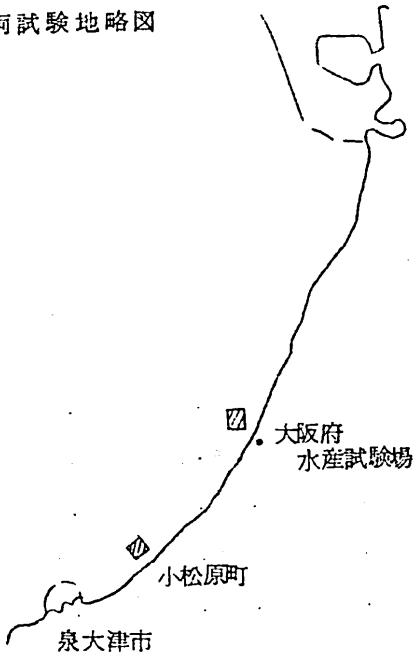 両試験地略図
大阪府
水産試験場
小松原町
泉大津市